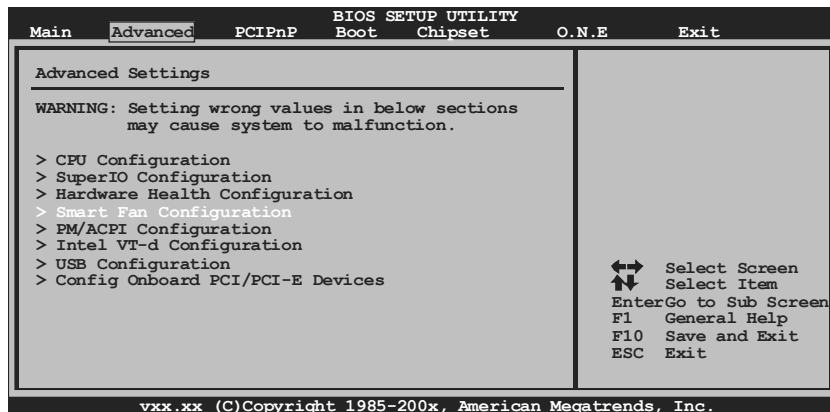 BIOS SETUP UTILITY
Main Advanced PCIPnP Boot Chipset O.N.E Exit
Advanced Settings
WARNING: Setting wrong values in below sections
may cause system to malfunction.
> CPU Configuration
> SuperIO Configuration
> Hardware Health Configuration
> Smart Fan Configuration
> PM/ACPI Configuration
> Intel VT-d Configuration
> USB Configuration
> Config Onboard PCI/PCI-E Devices
Select Screen
Select Item
EnterGo to Sub Screen
F1 General Help
F10 Save and Exit
ESC Exit
vxx.xx (C)Copyright 1985-200x, American Megatrends, Inc.